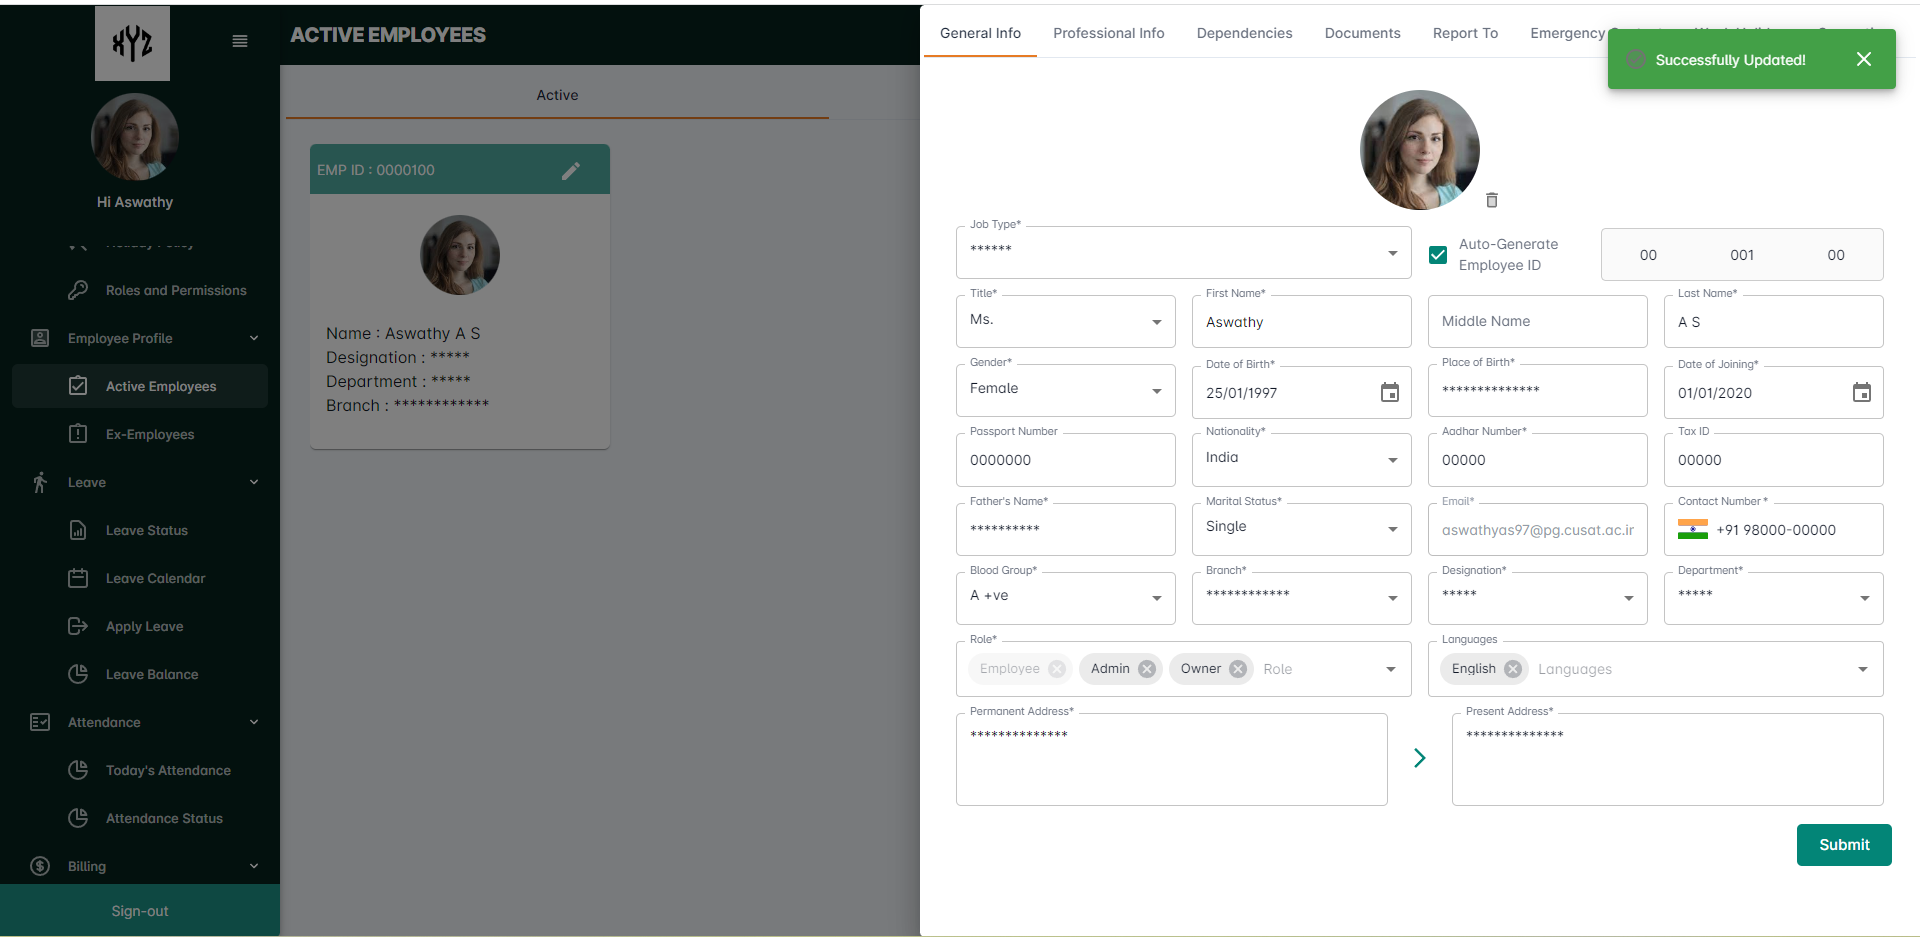 XYZ
ACTIVE EMPLOYEES
Hi Aswathy
Roles and Permissions
Employee Profile
Active Employees
Ex-Employees
Leave
Leave Status
Leave Calendar
Apply Leave
Leave Balance
Attendance
Today's Attendance
Attendance Status
Billing
Sign-out
Active
EMP ID : 0000100
Name : Aswathy A S
Designation : *****
Department : *****
Branch : ************
General Info Professional Info Dependencies Documents Report To Emergency
Successfully Updated!
Job Type*
******
Auto-Generate
Employee ID
00 001 00
Title* First Name* Last Name*
Ms. Aswathy Middle Name A S
Gender* Date of Birth* Place of Birth* Date of Joining*
Female 25/01/1997 ************** 01/01/2020
Passport Number Nationality* Aadhar Number* Tax ID
0000000 India 00000 00000
Father's Name* Marital Status* Email* Contact Number *
********** Single aswathyas97@pg.cusat.ac.ir +91 98000-00000
Blood Group* Branch* Designation* Department*
A +ve ************ ***** *****
Role* Languages
Employee Admin Owner Role English Languages
Permanent Address* Present Address*
************** **************
Submit